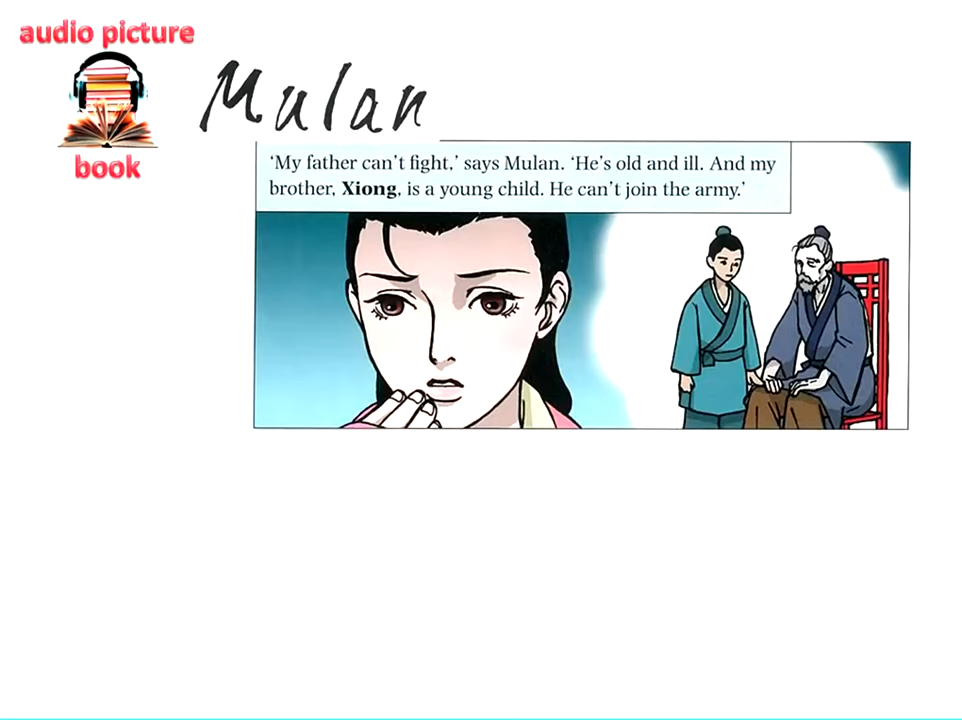 audio picture
book
Mulan
‘My father can’t fight,’ says Mulan. ‘He’s old and ill. And my
brother, Xiong, is a young child. He can’t join the army.’